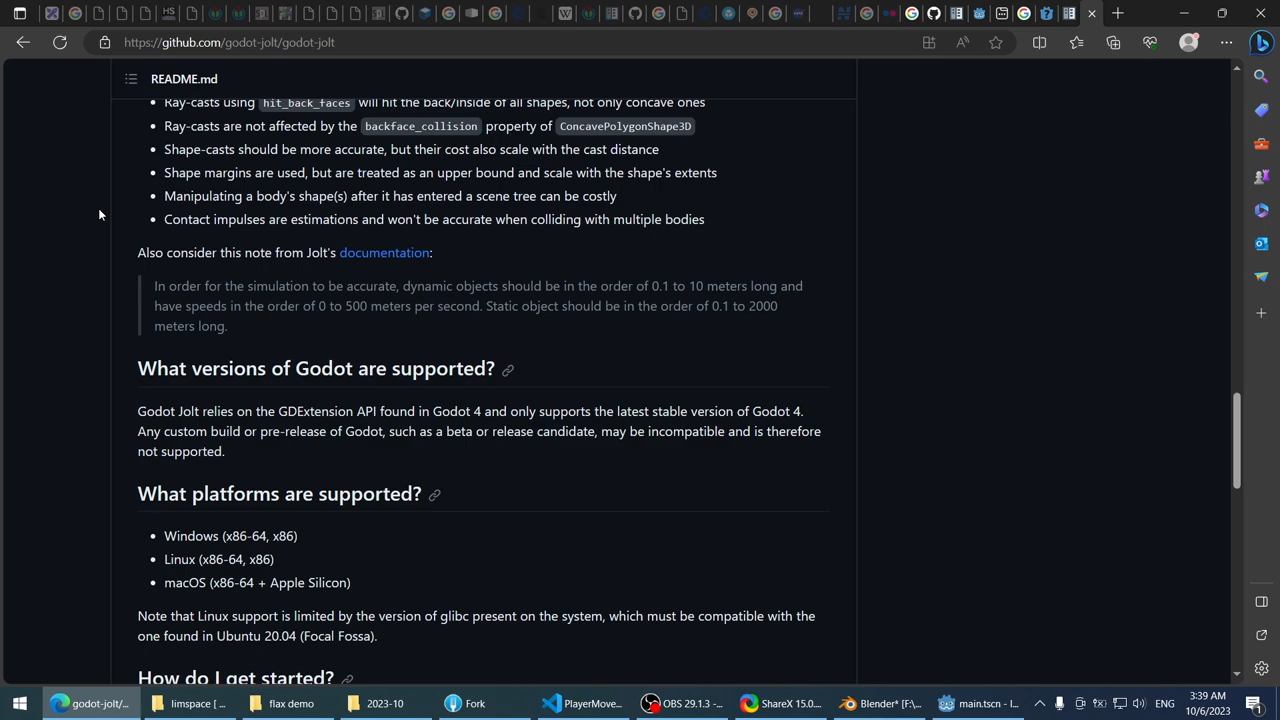 https://github.com/godot-jolt/godot-jolt
README.md
Ray-casts using hit_back_faces will hit the back/inside of all shapes, not only concave ones
Ray-casts are not affected by the backface_collision property of ConcavePolygonShape3D
Shape-casts should be more accurate, but their cost also scale with the cast distance
Shape margins are used, but are treated as an upper bound and scale with the shape's extents
Manipulating a body's shape(s) after it has entered a scene tree can be costly
Contact impulses are estimations and won't be accurate when colliding with multiple bodies
Also consider this note from Jolt's documentation:
In order for the simulation to be accurate, dynamic objects should be in the order of 0.1 to 10 meters long and
have speeds in the order of 0 to 500 meters per second. Static object should be in the order of 0.1 to 2000
meters long.
What versions of Godot are supported?
Godot Jolt relies on the GDExtension API found in Godot 4 and only supports the latest stable version of Godot 4.
Any custom build or pre-release of Godot, such as a beta or release candidate, may be incompatible and is therefore
not supported.
What platforms are supported?
Windows (x86-64, x86)
Linux (x86-64, x86)
macOS (x86-64 + Apple Silicon)
Note that Linux support is limited by the version of glibc present on the system, which must be compatible with the
one found in Ubuntu 20.04 (Focal Fossa).
How do I get started?
godot-jolt/... limspace [ ... flax demo 2023-10 Fork PlayerMove... OBS 29.1.3 -... ShareX 15.0... Blender* [F:\... main.tscn - l... ENG 3:39 AM
10/6/2023